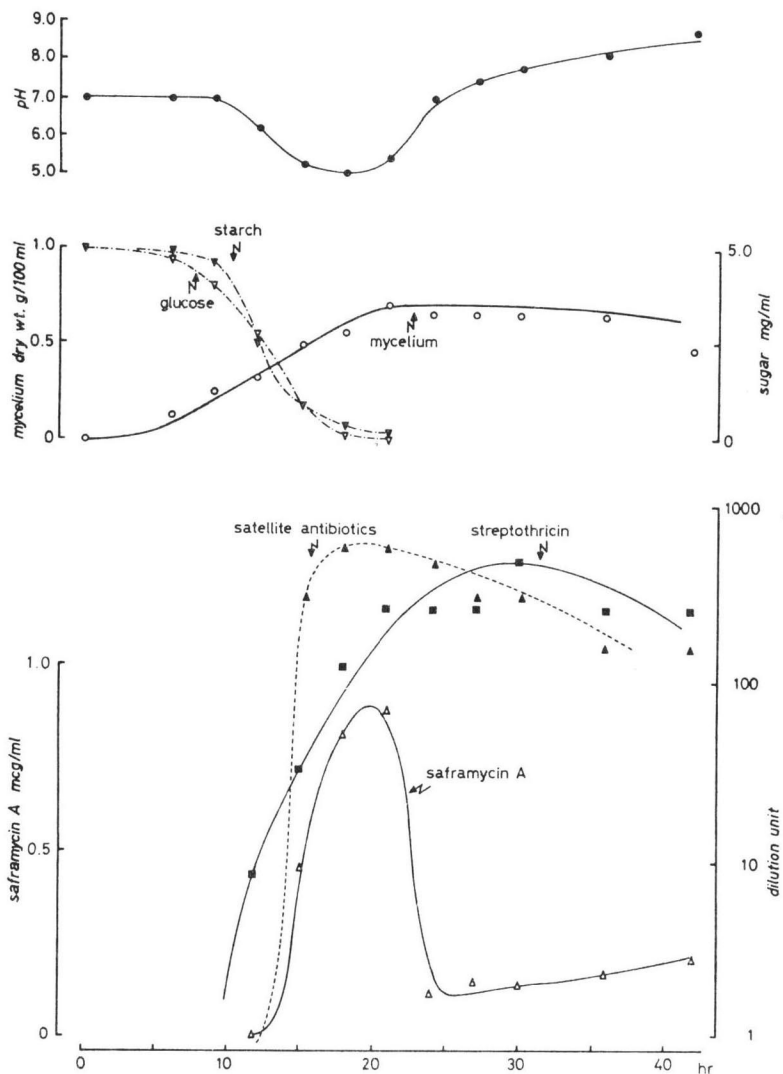 9.0
8.0
7.0
6.0
5.0
pH
starch
glucose
mycelium
1.0
0.5
0
mycelium dry wt. g/100 ml
5.0
0
sugar mg/ml
satellite antibiotics
streptothricin
saframycin A
1.0
0.5
0
saframycin A mcg/ml
1000
100
10
1
dilution unit
0 10 20 30 40 hr